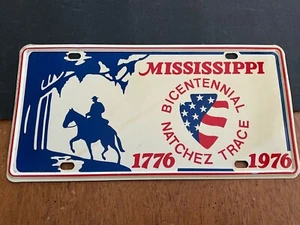 MISSISSIPPI
BICENTENNIAL
NATCHEZ TRACE
1776 1976